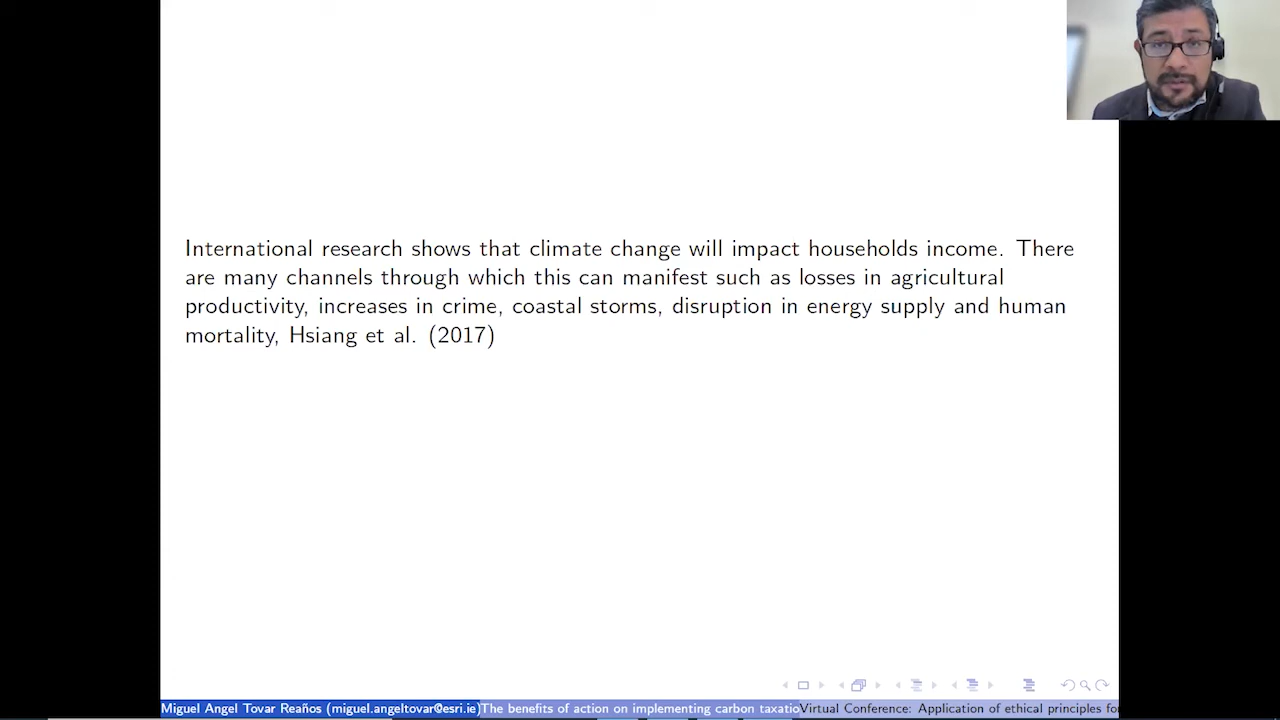 International research shows that climate change will impact households income. There
are many channels through which this can manifest such as losses in agricultural
productivity, increases in crime, coastal storms, disruption in energy supply and human
mortality, Hsiang et al. (2017)
Miguel Angel Tovar Reaños (miguel.angeltovar@esri.ie) The benefits of action on implementing carbon taxatio Virtual Conference: Application of ethical principles fo